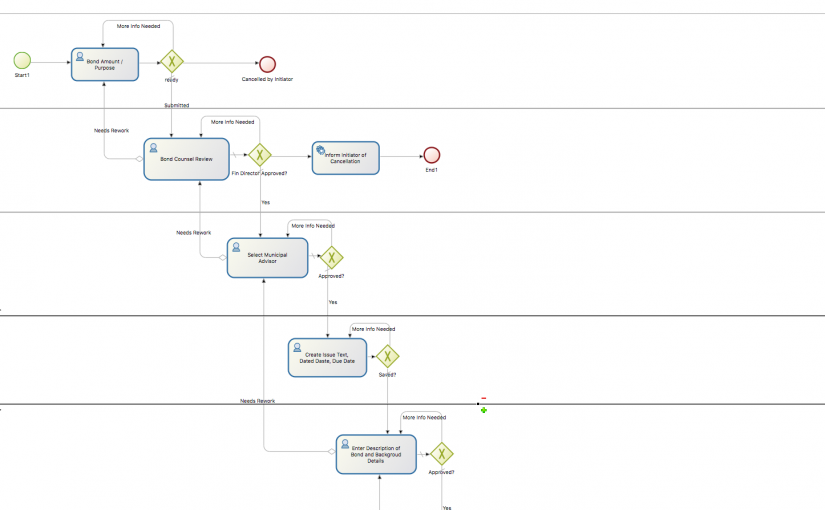 More Info Needed
Bond Amount /
Purpose
Start1
ready
Cancelled by Initiator
Submitted
More Info Needed
Needs Rework
Bond Counsel Review
Inform Initiator of
Cancellation
Fin Director Approved?
End1
Yes
More Info Needed
Needs Rework
Select Municipal
Advisor
Approved?
Yes
More Info Needed
Create Issue Text,
Dated Daste, Due Date
Saved?
Needs Rework
More Info Needed
Enter Description of
Bond and Backgroud
Details
Approved?
Yes